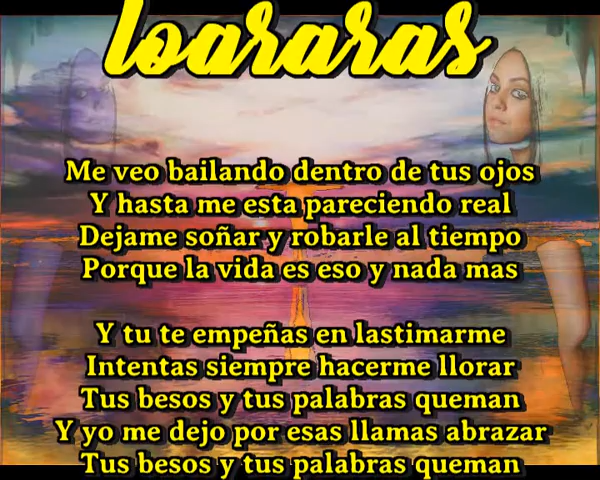 loararas
Me veo bailando dentro de tus ojos
Y hasta me esta pareciendo real
Dejame soñar y robarle al tiempo
Porque la vida es eso y nada mas
Y tu te empeñas en lastimarme
Intentas siempre hacerme llorar
Tus besos y tus palabras queman
Y yo me dejo por esas llamas abrazar
Tus besos y tus palabras queman